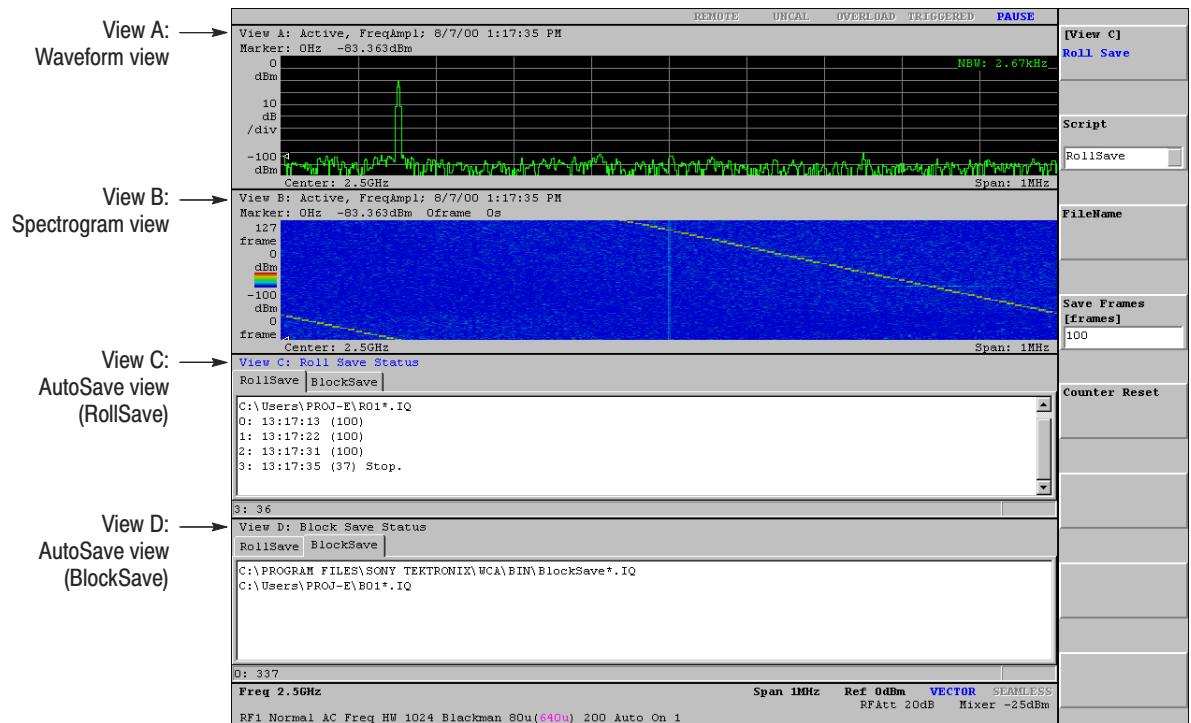 REMOTE UNCAL OVERLOAD TRIGGERED PAUSE
View A:
Waveform view
View A: Active, FreqAmpl; 8/7/00 1:17:35 PM
Marker: 0Hz -83.363dBm
0
dBm
10
dB
/div
-100
dBm
NBW: 2.67kHz
Center: 2.5GHz Span: 1MHz
View B:
Spectrogram view
View B: Active, FreqAmpl; 8/7/00 1:17:35 PM
Marker: 0Hz -83.363dBm 0frame 0s
127
frame
0
dBm
-100
dBm
0
frame
Center: 2.5GHz Span: 1MHz
View C:
AutoSave view
(RollSave)
View C: Roll Save Status
RollSave BlockSave
C:\Users\PROJ-E\R01*.IQ
0: 13:17:13 (100)
1: 13:17:22 (100)
2: 13:17:31 (100)
3: 13:17:35 (37) Stop.
3: 36
View D:
AutoSave view
(BlockSave)
View D: Block Save Status
RollSave BlockSave
C:\PROGRAM FILES\SONY TEKTRONIX\WCA\BIN\BlockSave*.IQ
C:\Users\PROJ-E\B01*.IQ
0: 337
Freq 2.5GHz Span 1MHz Ref 0dBm VECTOR SEAMLESS
RFAtt 20dB Mixer -25dBm
RF1 Normal AC Freq HW 1024 Blackman 80u(640u) 200 Auto On 1
[View C]
Roll Save
Script
RollSave
FileName
Save Frames
[frames]
100
Counter Reset